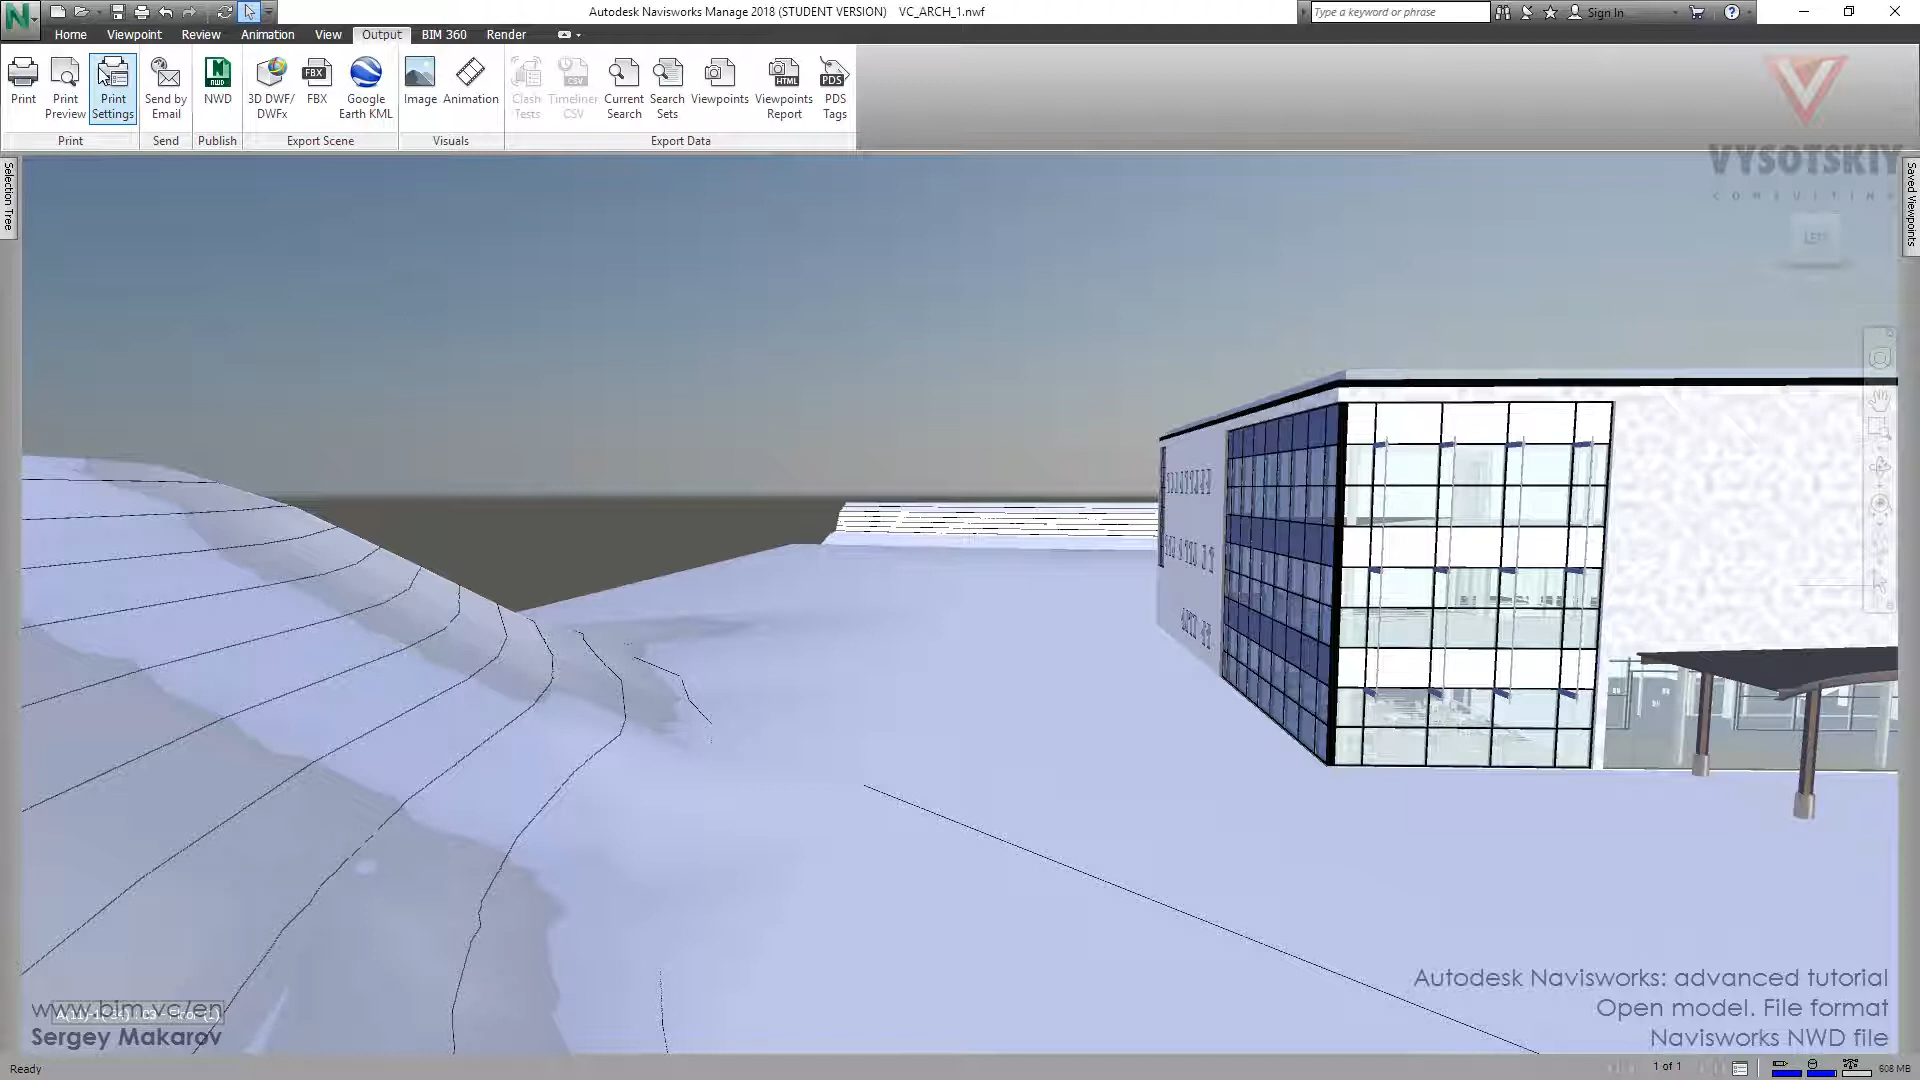 Autodesk Navisworks Manage 2018 (STUDENT VERSION) VC_ARCH_1.nwf
Type a keyword or phrase
Sign In
Home Viewpoint Review Animation View Output BIM 360 Render
Print
Print Preview
Print Settings
Send by Email
NWD
3D DWF/ DWFx
FBX
Google Earth KML
Image
Animation
Clash Tests
Timeliner CSV
Current Search
Search Sets
Viewpoints
Viewpoints Report
PDS Tags
Print
Send
Publish
Export Scene
Visuals
Export Data
Selection Tree
Saved Viewpoints
VYSOTSKIY
CONSULTING
LEFT
www.bim.vc/en
Sergey Makarov
Autodesk Navisworks: advanced tutorial
Open model. File format
Navisworks NWD file
Ready
1 of 1
608 MB